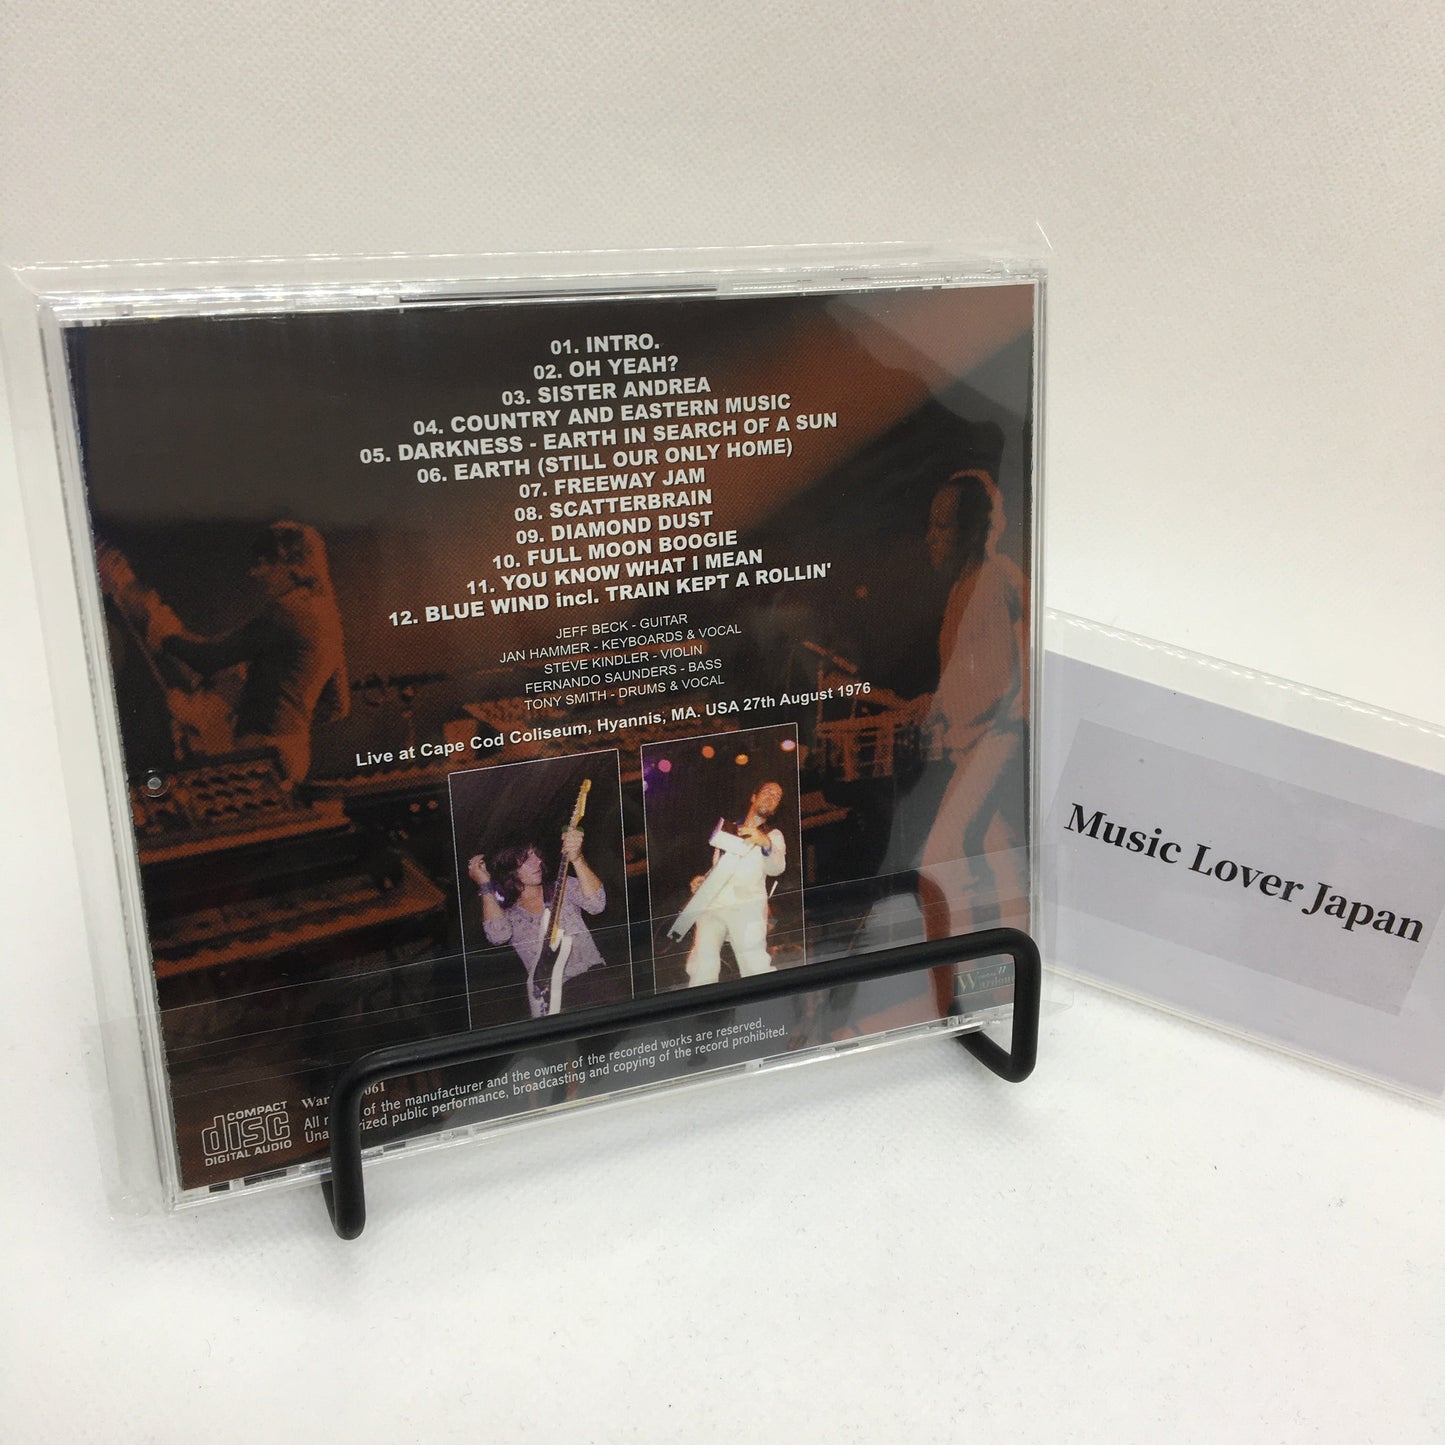 01. INTRO.
02. OH YEAH?
03. SISTER ANDREA
04. COUNTRY AND EASTERN MUSIC
05. DARKNESS - EARTH IN SEARCH OF A SUN
06. EARTH (STILL OUR ONLY HOME)
07. FREEWAY JAM
08. SCATTERBRAIN
09. DIAMOND DUST
10. FULL MOON BOOGIE
11. YOU KNOW WHAT I MEAN
12. BLUE WIND incl. TRAIN KEPT A ROLLIN'
JEFF BECK - GUITAR
JAN HAMMER - KEYBOARDS & VOCAL
STEVE KINDLER - VIOLIN
FERNANDO SAUNDERS - BASS
TONY SMITH - DRUMS & VOCAL
Live at Cape Cod Coliseum, Hyannis, MA. USA 27th August 1976
COMPACT
disc
DIGITAL AUDIO
061
All of the manufacturer and the owner of the recorded works are reserved.
public performance, broadcasting and copying of the record prohibited.
Music Lover Japan